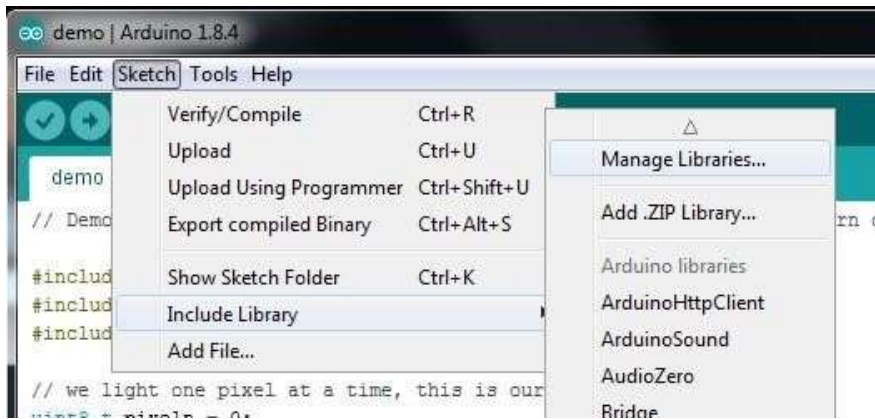 demo | Arduino 1.8.4
File Edit Sketch Tools Help
Verify/Compile Ctrl+R
Upload Ctrl+U
Upload Using Programmer Ctrl+Shift+U
Export compiled Binary Ctrl+Alt+S
Show Sketch Folder Ctrl+K
Include Library
Add File...
Manage Libraries...
Add .ZIP Library...
Arduino libraries
ArduinoHttpClient
ArduinoSound
AudioZero
Bridge
demo
// Demo
#includ
#includ
#includ
// we light one pixel at a time, this is our
uint8_t pixeln = 0;